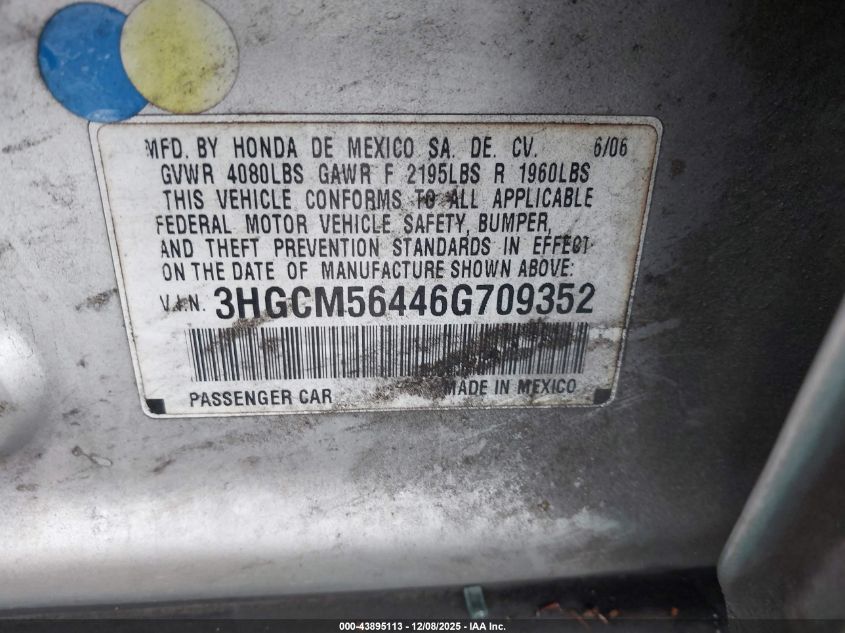 MFD. BY HONDA DE MEXICO SA. DE. CV. 6/06
GVWR 4080LBS GAWR F 2195LBS R 1960LBS
THIS VEHICLE CONFORMS TO ALL APPLICABLE
FEDERAL MOTOR VEHICLE SAFETY, BUMPER,
AND THEFT PREVENTION STANDARDS IN EFFECT
ON THE DATE OF MANUFACTURE SHOWN ABOVE:
V.I.N. 3HGCM56446G709352
PASSENGER CAR MADE IN MEXICO
000-43895113 - 12/08/2025 - IAA Inc.